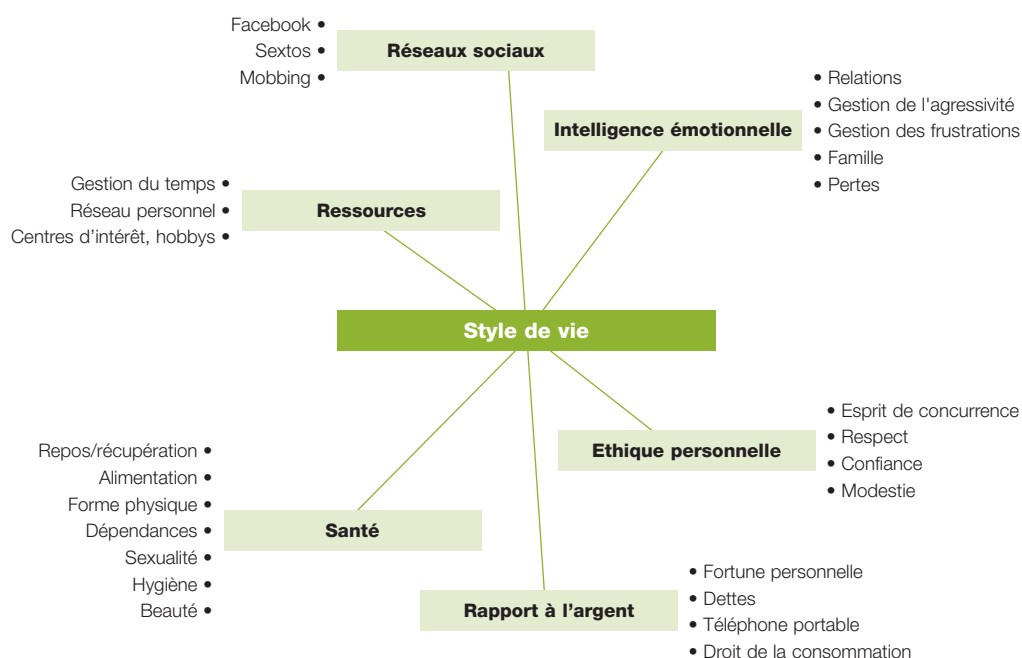 Facebook •
Sextos •
Mobbing •
Réseaux sociaux
• Relations
• Gestion de l'agressivité
• Gestion des frustrations
• Famille
• Pertes
Intelligence émotionnelle
Gestion du temps •
Réseau personnel •
Centres d’intérêt, hobbys •
Ressources
Style de vie
• Esprit de concurrence
• Respect
• Confiance
• Modestie
Ethique personnelle
Repos/récupération •
Alimentation •
Forme physique •
Dépendances •
Sexualité •
Hygiène •
Beauté •
Santé
Rapport à l’argent
• Fortune personnelle
• Dettes
• Téléphone portable
• Droit de la consommation